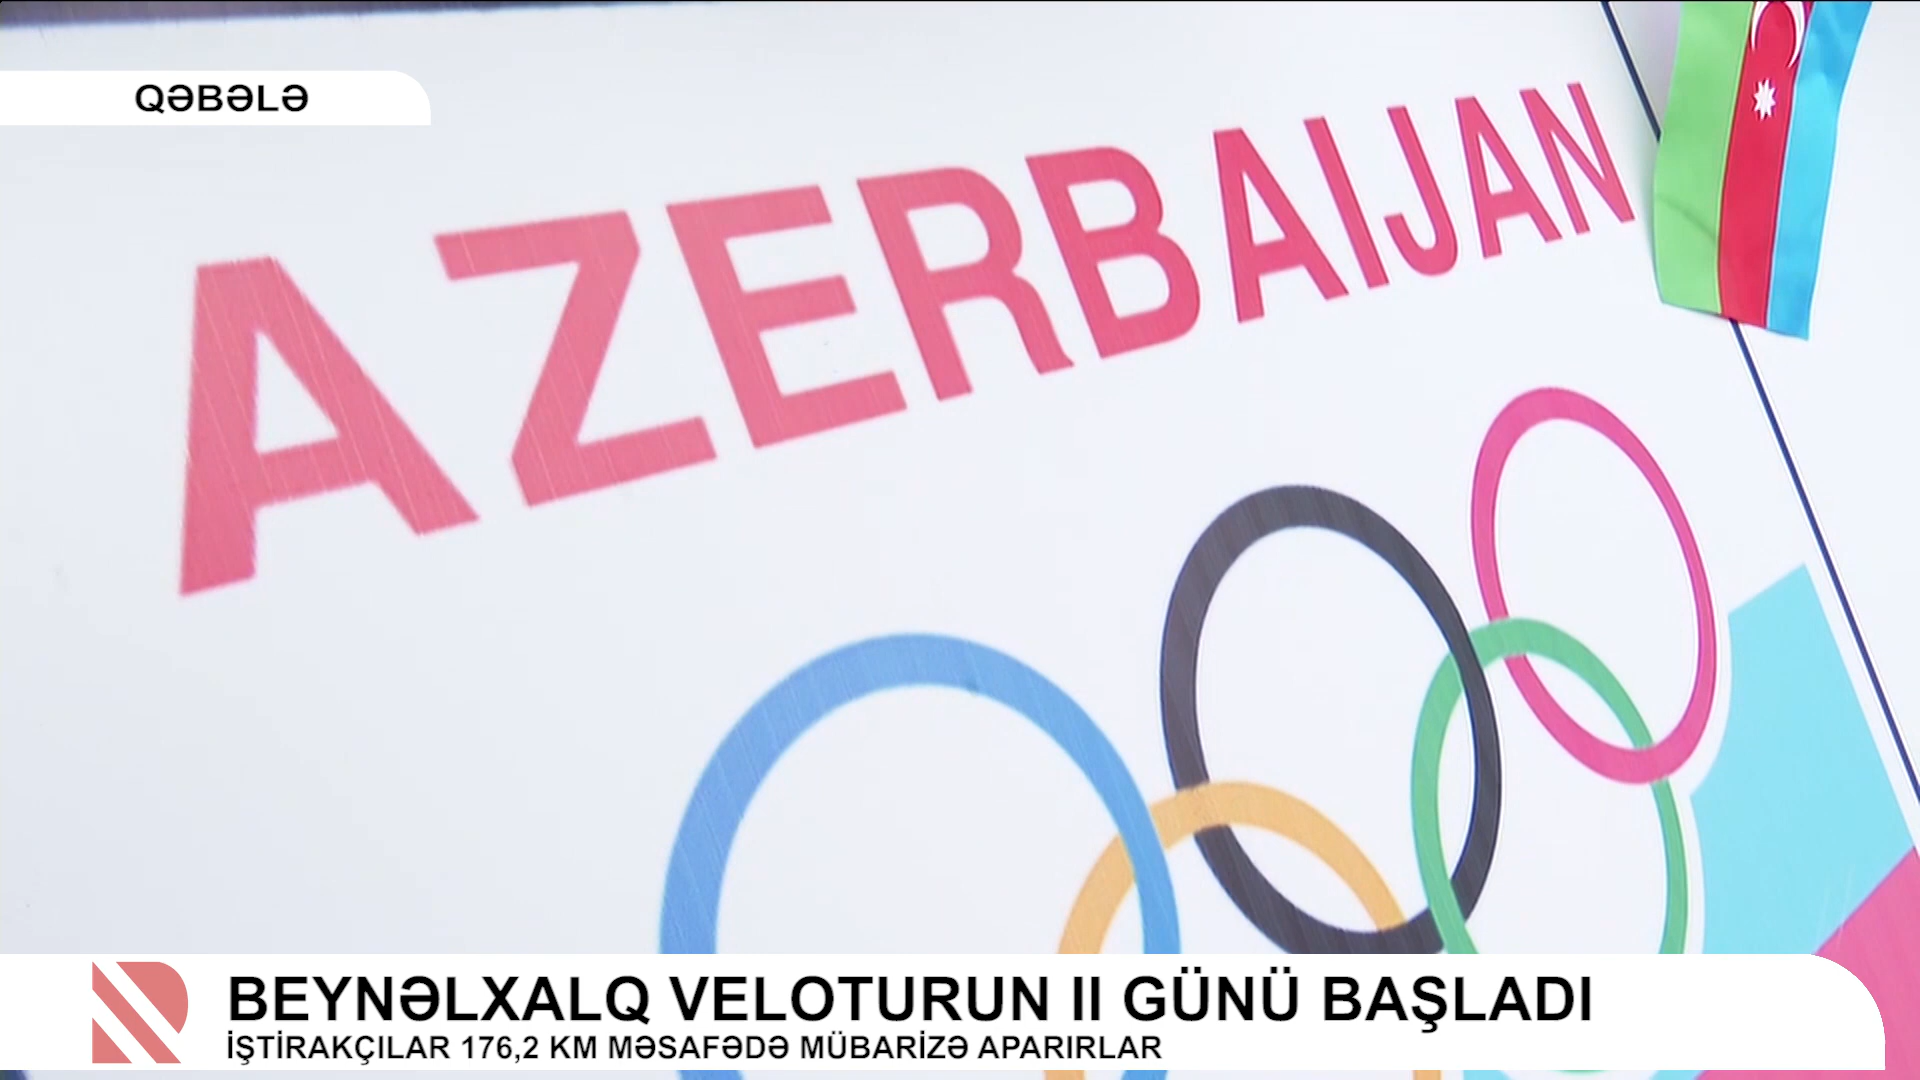 QƏBƏLƏ
AZERBAIJAN
BEYNƏLXALQ VELOTURUN II GÜNÜ BAŞLADI
İŞTİRAKÇILAR 176,2 KM MƏSAFƏDƏ MÜBARİZƏ APARIRLAR